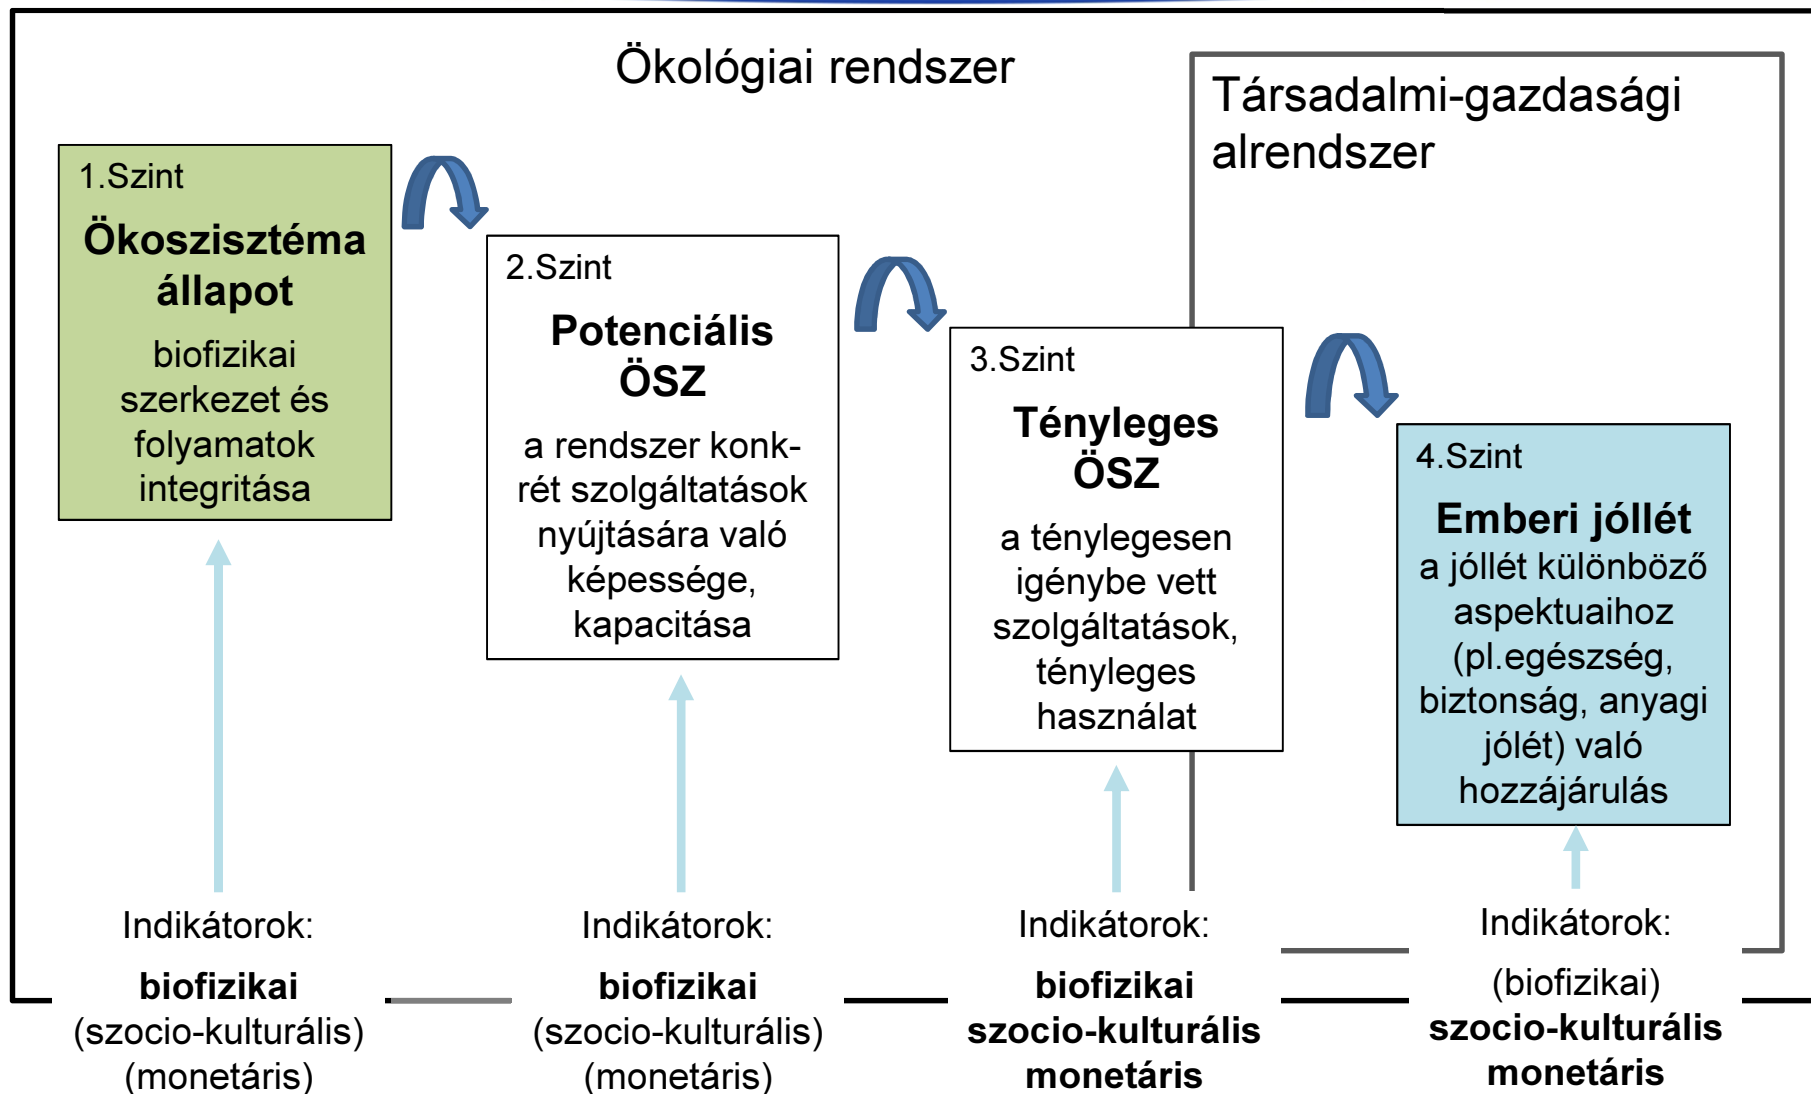 Ökológiai rendszer
Társadalmi-gazdasági
alrendszer
1.Szint
Ökoszisztéma
állapot
biofizikai
szerkezet és
folyamatok
integritása
2.Szint
Potenciális
ÖSZ
a rendszer konk-
rét szolgáltatások
nyújtására való
képessége,
kapacitása
3.Szint
Tényleges
ÖSZ
a ténylegesen
igénybe vett
szolgáltatások,
tényleges
használat
4.Szint
Emberi jóllét
a jóllét különböző
aspektuaihoz
(pl.egészség,
biztonság, anyagi
jólét) való
hozzájárulás
Indikátorok:
biofizikai
(szocio-kulturális)
(monetáris)
Indikátorok:
biofizikai
(szocio-kulturális)
(monetáris)
Indikátorok:
biofizikai
szocio-kulturális
monetáris
Indikátorok:
(biofizikai)
szocio-kulturális
monetáris